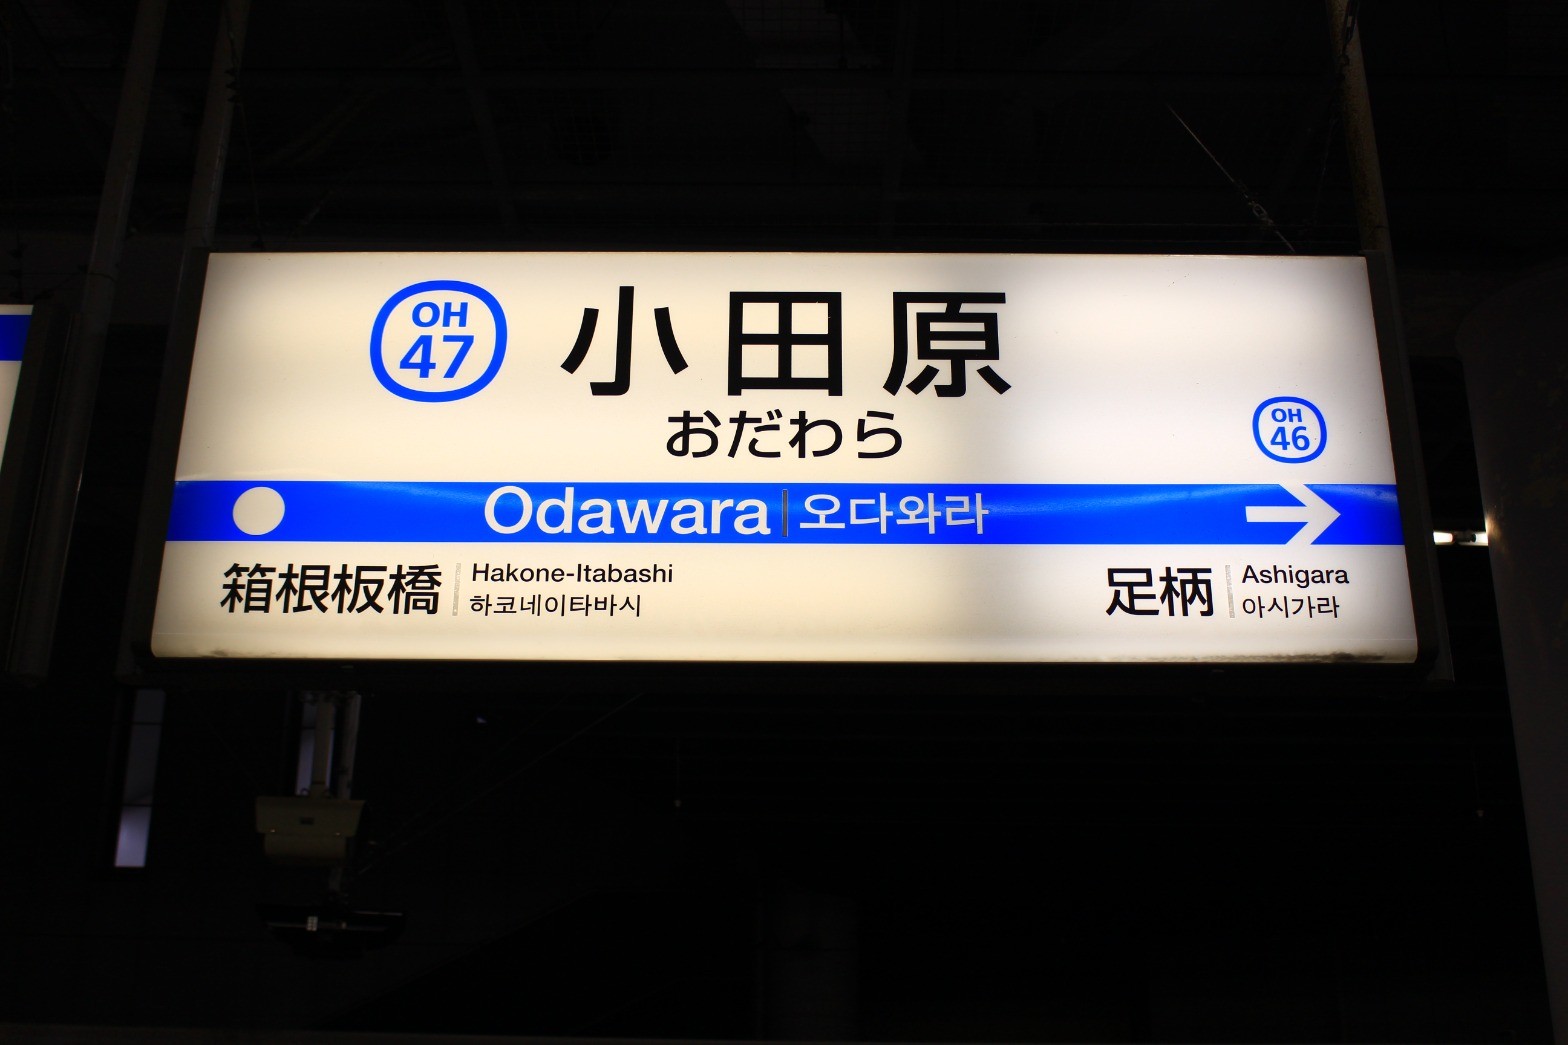 OH
47
小田原
おだわら
OH
46
Odawara 오다와라
箱根板橋 Hakone-Itabashi
하코네이타바시
足柄 Ashigara
아시가라